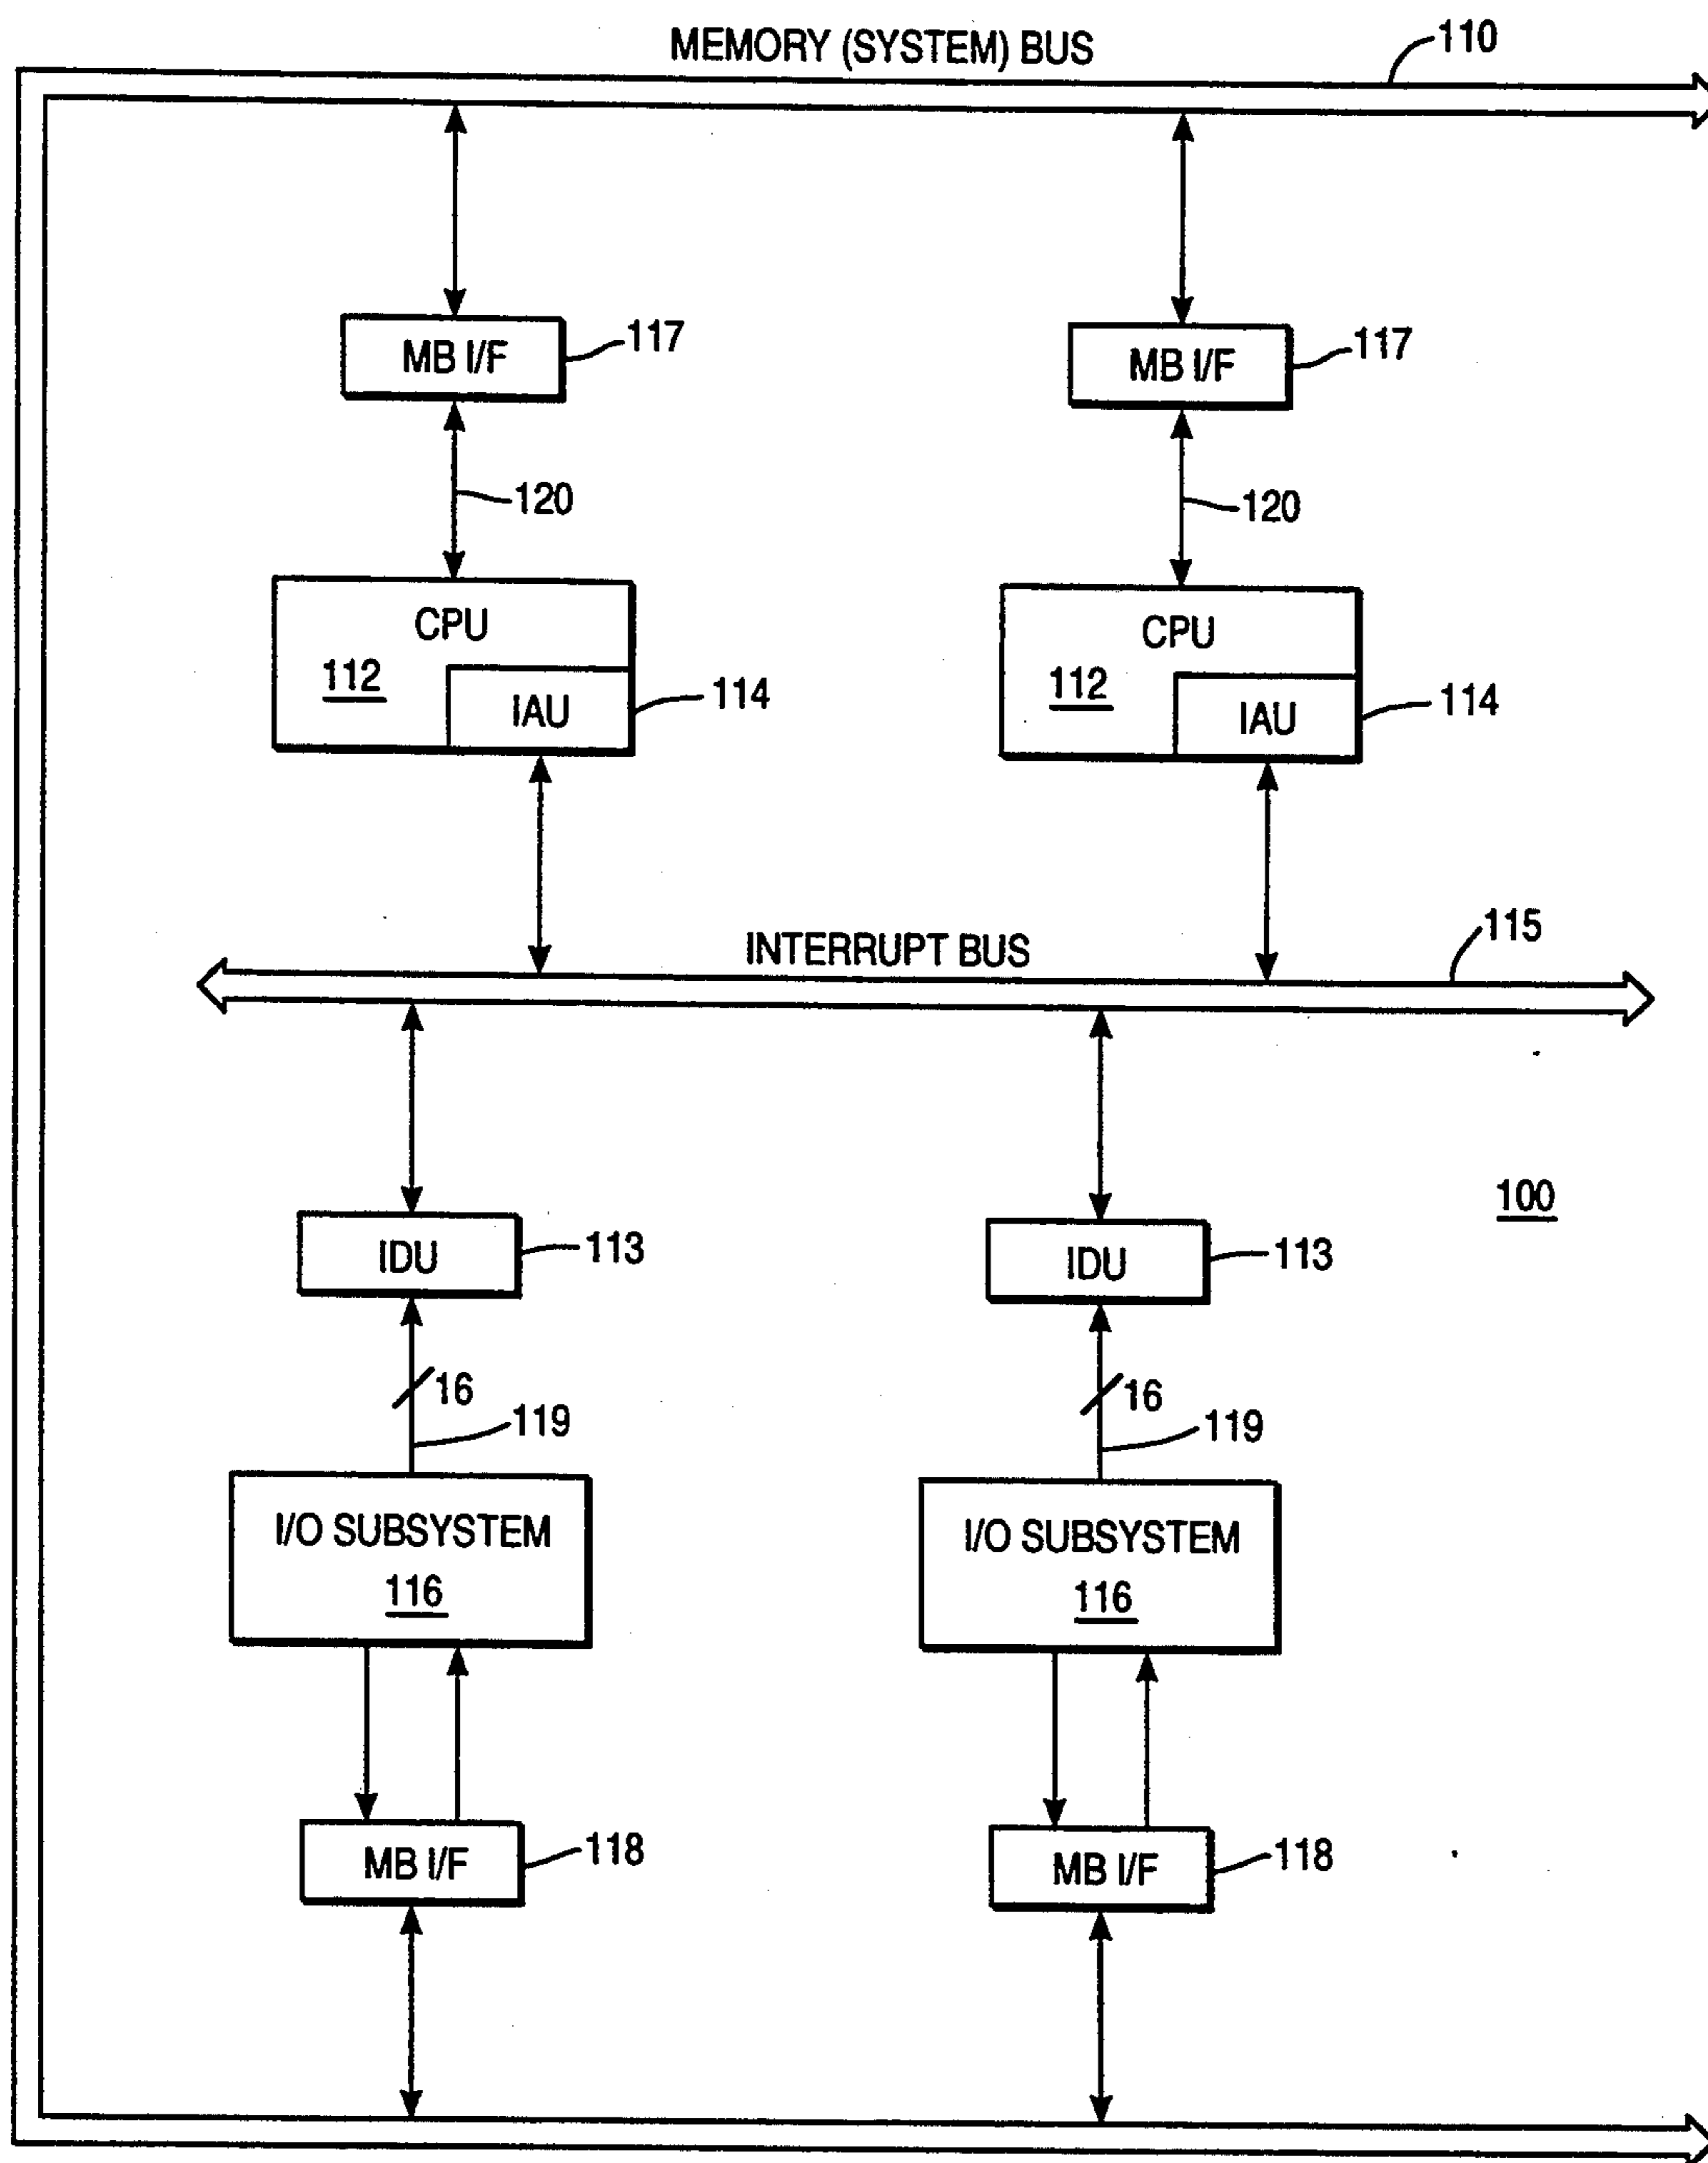 MEMORY (SYSTEM) BUS
110
MB I/F
117
MB I/F
117
120
120
CPU
112
IAU
114
CPU
112
IAU
114
INTERRUPT BUS
115
100
IDU
113
IDU
113
16
119
16
119
I/O SUBSYSTEM
116
I/O SUBSYSTEM
116
MB I/F
118
MB I/F
118